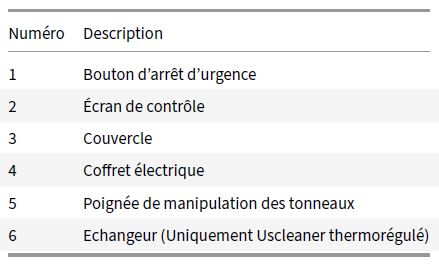 Numéro Description
1 Bouton d’arrêt d’urgence
2 Écran de contrôle
3 Couvercle
4 Coffret électrique
5 Poignée de manipulation des tonneaux
6 Echangeur (Uniquement Uscleaner thermorégulé)